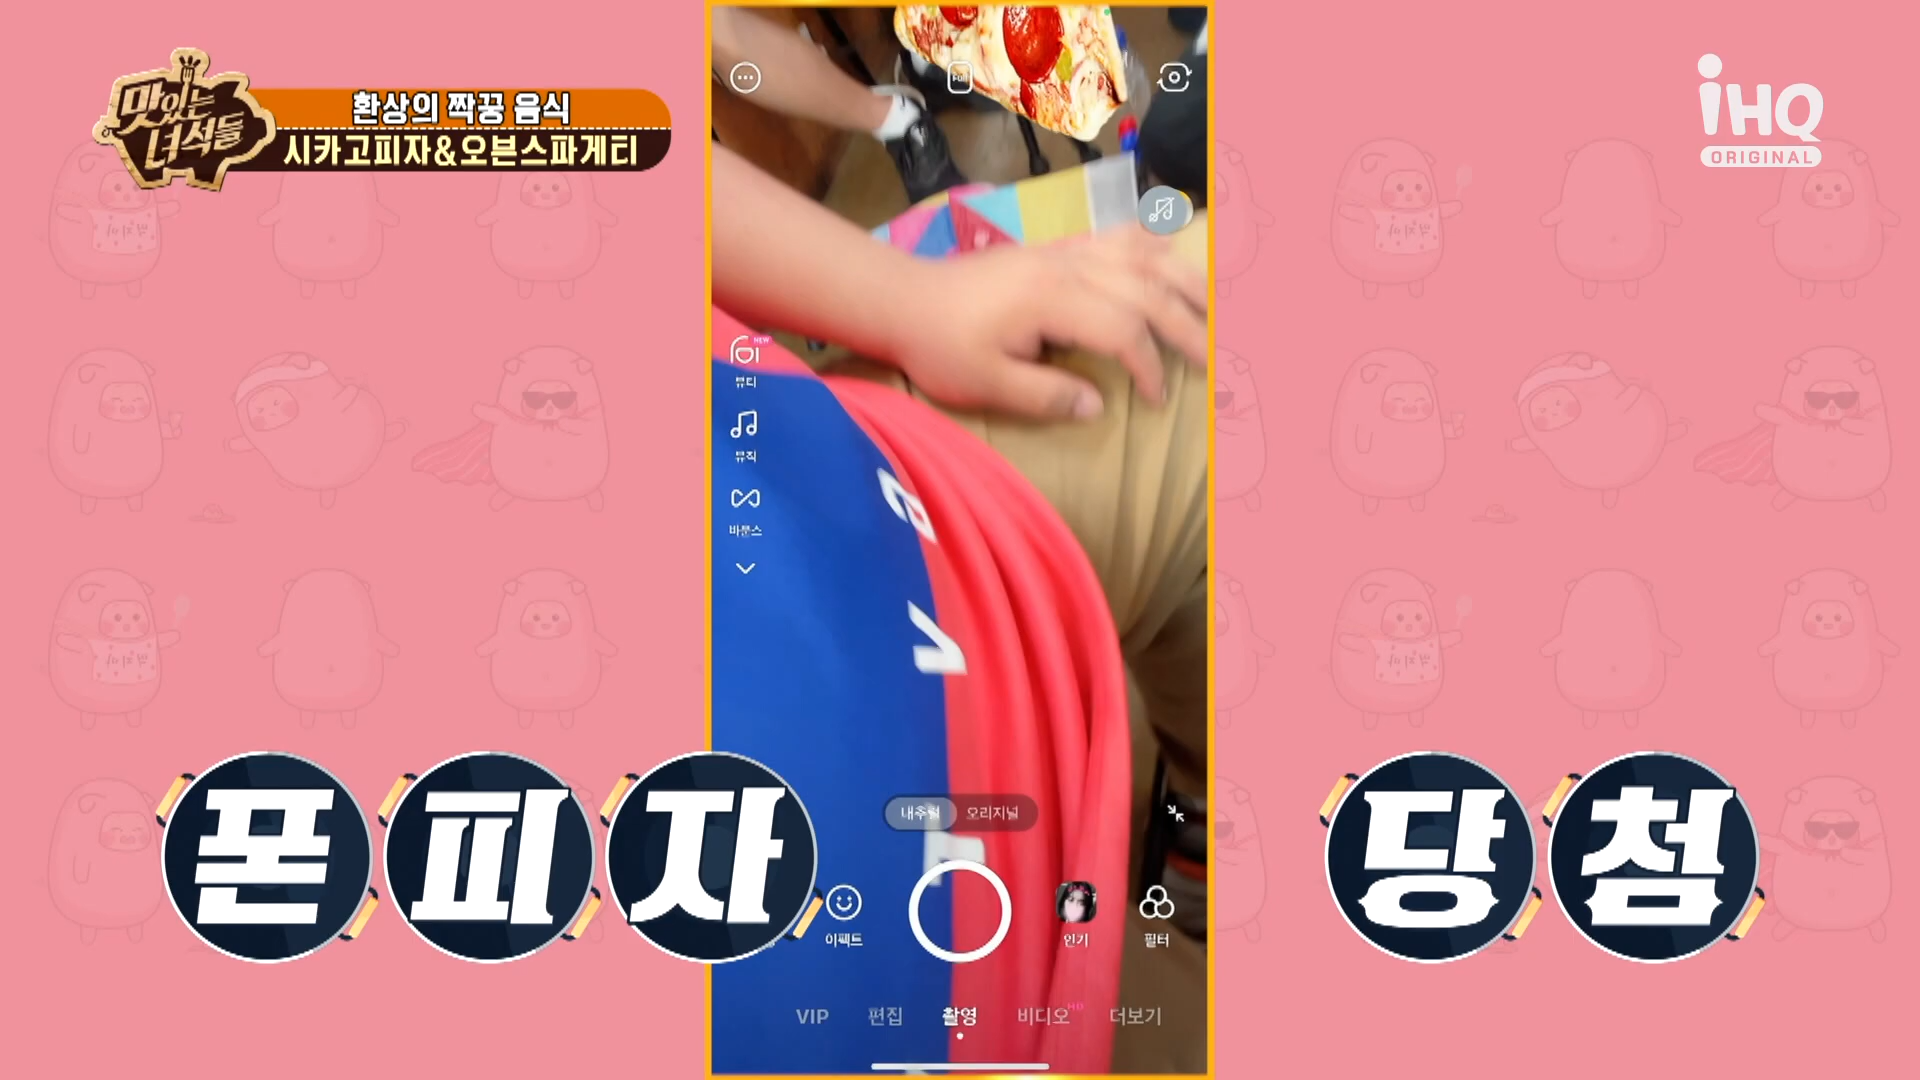 맛있는
녀석들
환상의 짝꿍 음식
시카고피자&오븐스파게티
iHQ
ORIGINAL
Full
NEW
뷰티
뮤직
바운스
내추럴 오리지널
폰피자 당첨
이펙트
인기
필터
VIP 편집 촬영 비디오 HD 더보기